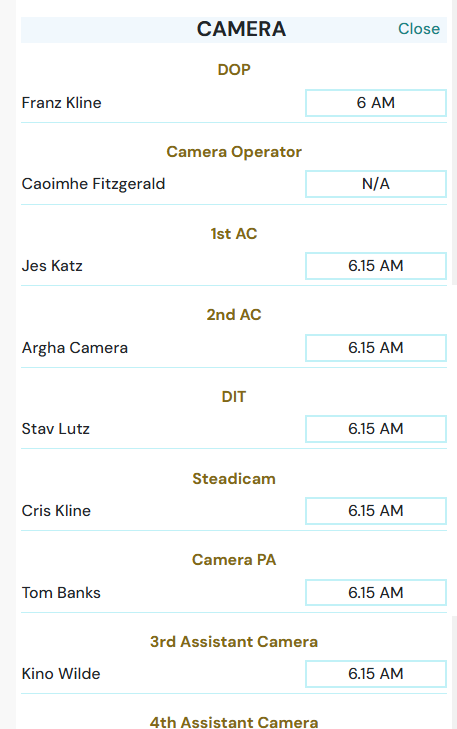 CAMERA Close
DOP
Franz Kline 6 AM
Camera Operator
Caoimhe Fitzgerald N/A
1st AC
Jes Katz 6.15 AM
2nd AC
Argha Camera 6.15 AM
DIT
Stav Lutz 6.15 AM
Steadicam
Cris Kline 6.15 AM
Camera PA
Tom Banks 6.15 AM
3rd Assistant Camera
Kino Wilde 6.15 AM
4th Assistant Camera